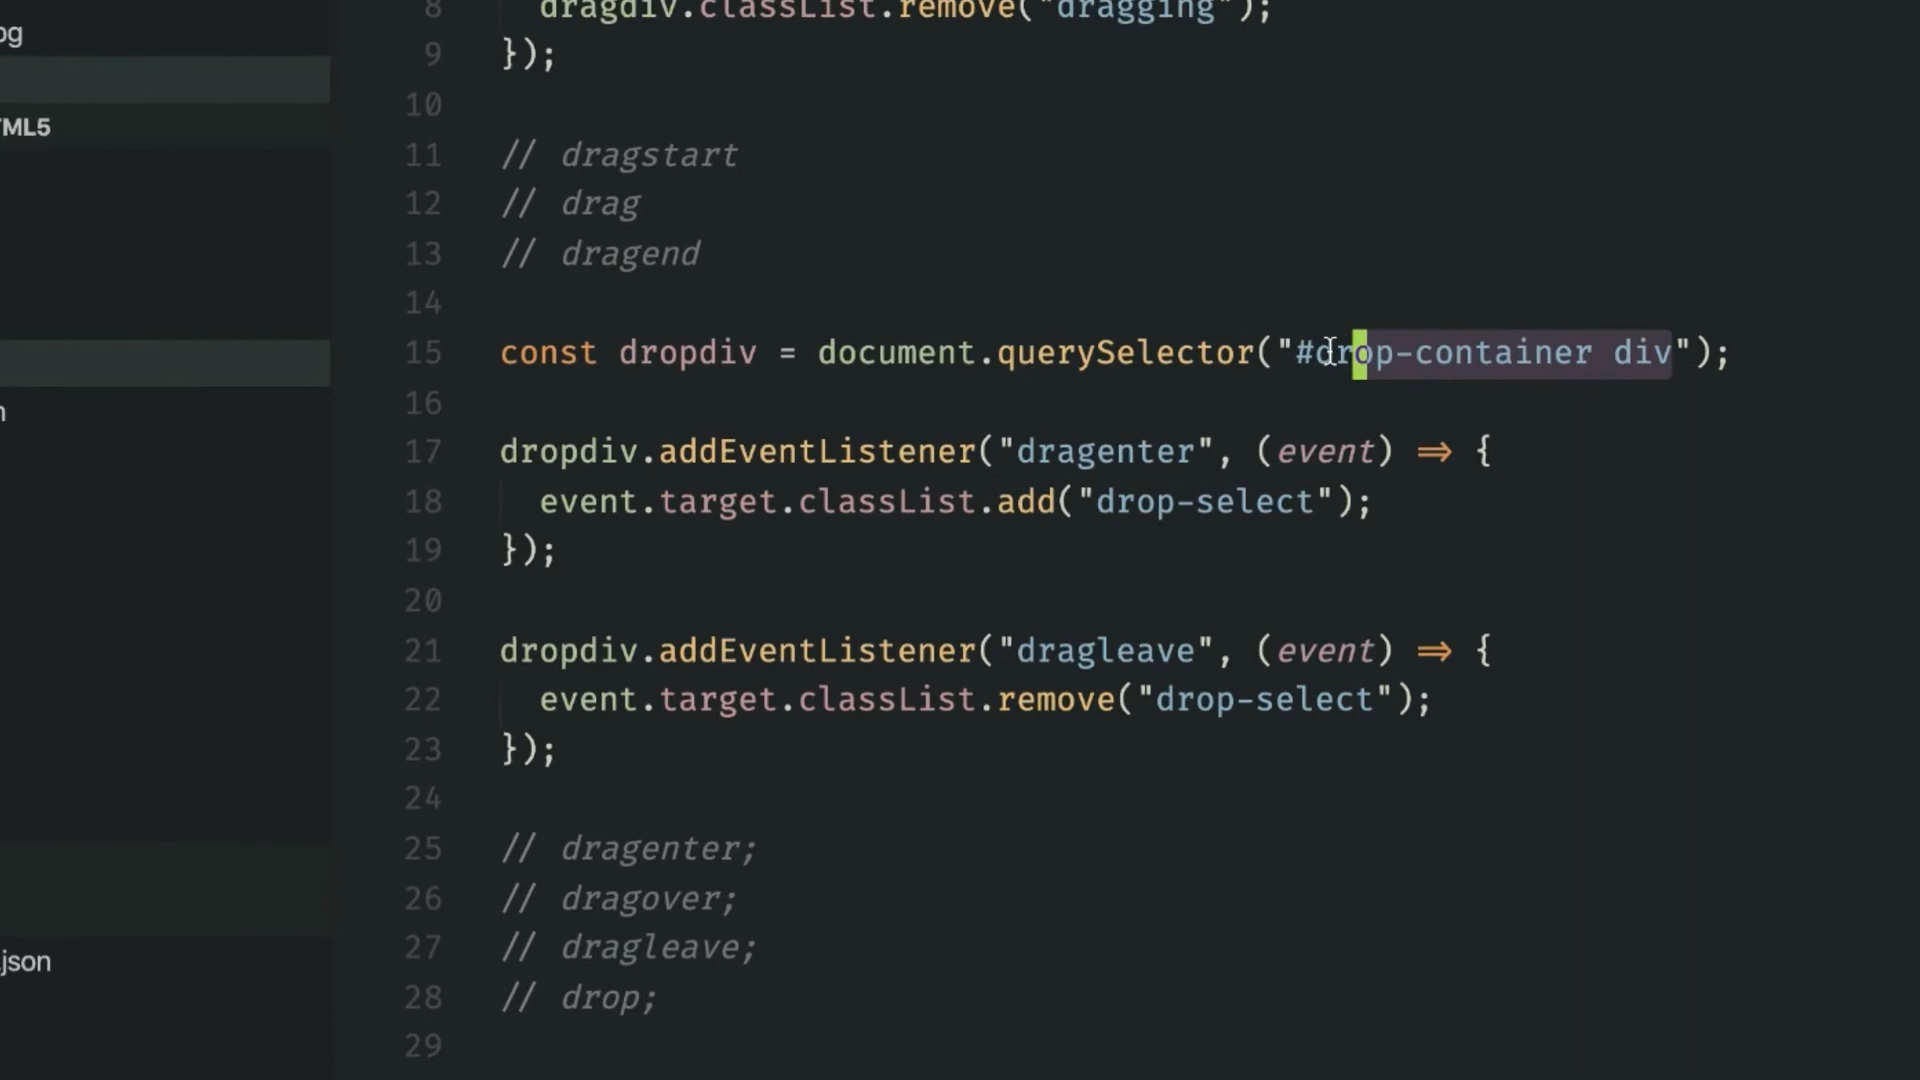 8 dragdiv.classList.remove("dragging");
9 });
10
11 // dragstart
12 // drag
13 // dragend
14
15 const dropdiv = document.querySelector("#drop-container div");
16
17 dropdiv.addEventListener("dragenter", (event) => {
18 event.target.classList.add("drop-select");
19 });
20
21 dropdiv.addEventListener("dragleave", (event) => {
22 event.target.classList.remove("drop-select");
23 });
24
25 // dragenter;
26 // dragover;
27 // dragleave;
28 // drop;
29
json